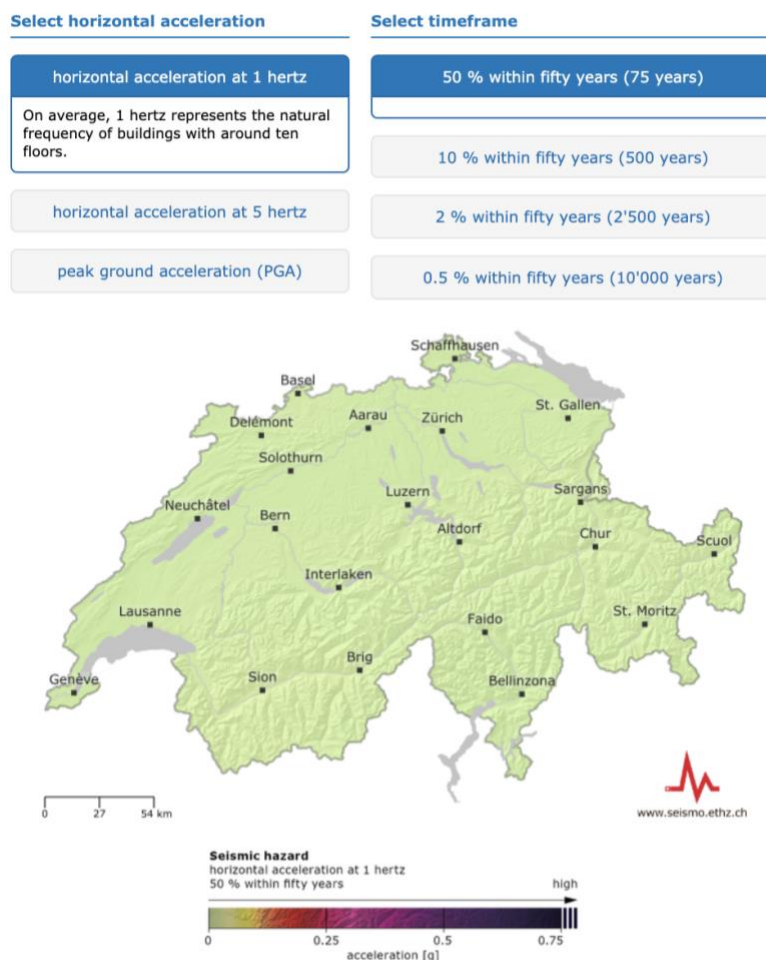 Select horizontal acceleration
Select timeframe
horizontal acceleration at 1 hertz
On average, 1 hertz represents the natural
frequency of buildings with around ten
floors.
horizontal acceleration at 5 hertz
peak ground acceleration (PGA)
50 % within fifty years (75 years)
10 % within fifty years (500 years)
2 % within fifty years (2'500 years)
0.5 % within fifty years (10'000 years)
Schaffhausen
Basel
St. Gallen
Delémont
Aarau
Zürich
Solothurn
Neuchâtel
Luzern
Sargans
Bern
Altdorf
Chur
Scuol
Interlaken
Lausanne
Faido
St. Moritz
Genève
Sion
Brig
Bellinzona
0 27 54 km
www.seismo.ethz.ch
Seismic hazard
horizontal acceleration at 1 hertz
50 % within fifty years
high
0 0.25 0.5 0.75
acceleration [g]